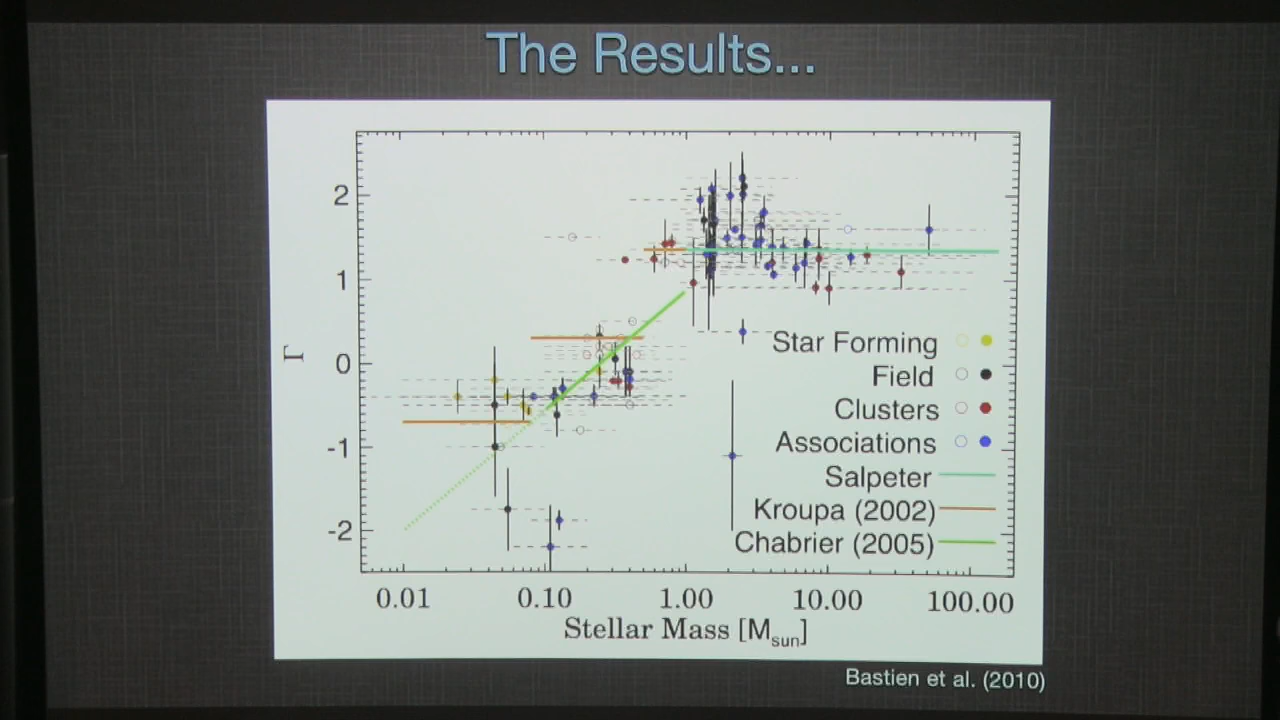 The Results...
2
1
0
-1
-2
Γ
Star Forming
Field
Clusters
Associations
Salpeter
Kroupa (2002)
Chabrier (2005)
0.01 0.10 1.00 10.00 100.00
Stellar Mass [Msun]
Bastien et al. (2010)